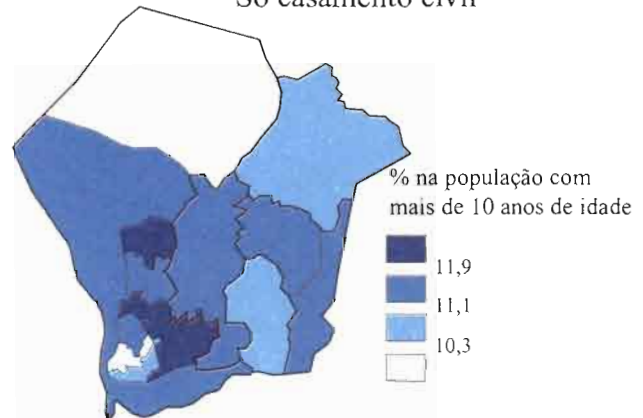 Só casamento civil
% na população com
mais de 10 anos de idade
11,9
11,1
10,3